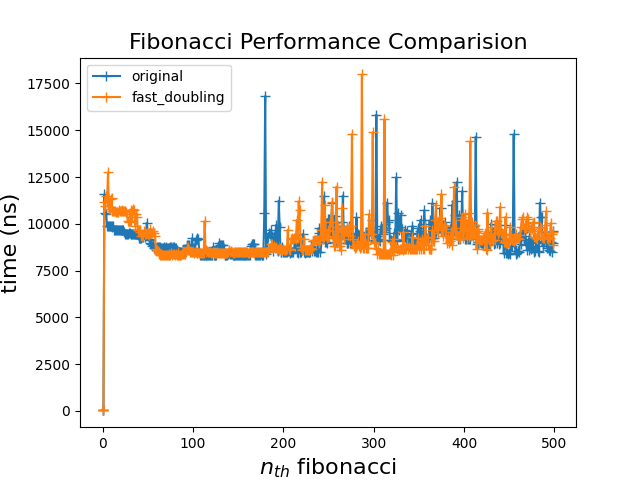 Fibonacci Performance Comparision
original
fast_doubling
17500
15000
12500
10000
7500
5000
2500
0
time (ns)
0 100 200 300 400 500
n_th fibonacci